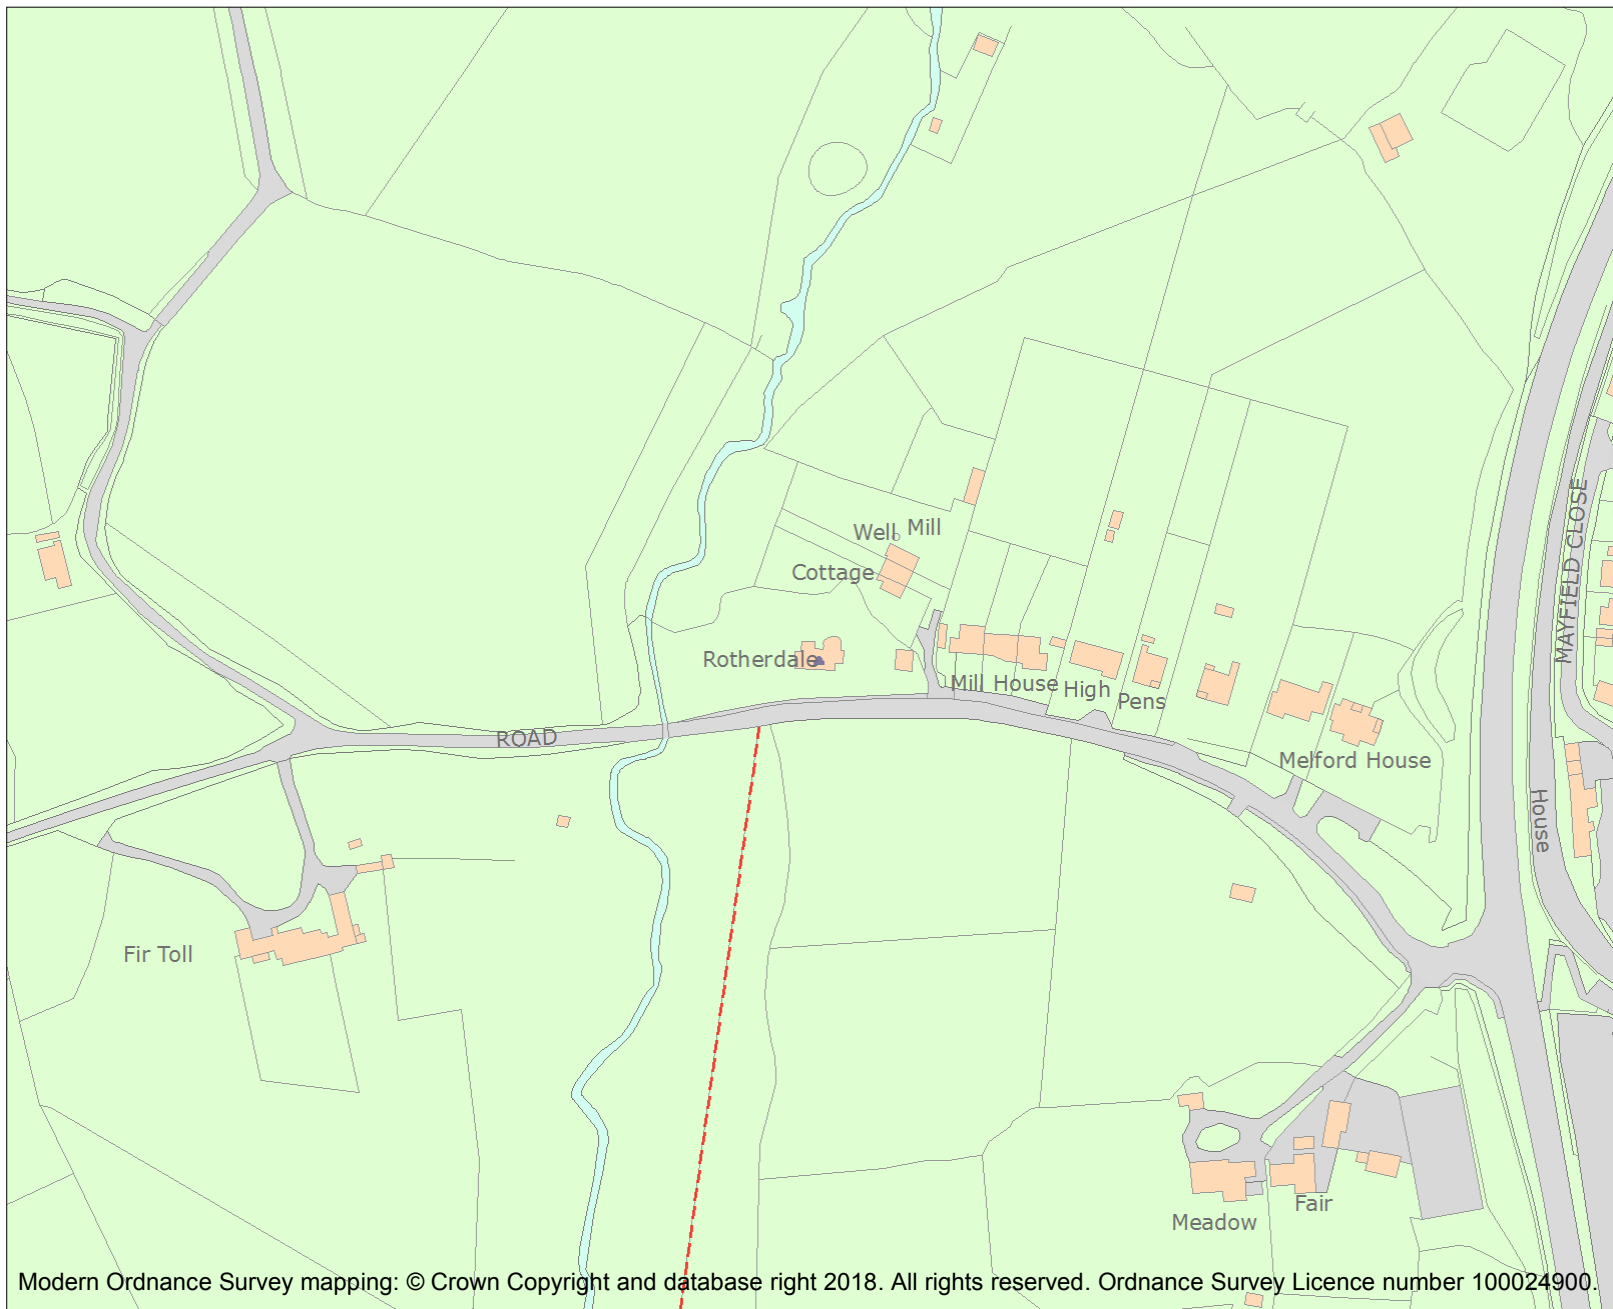 Well Mill
Cottage
Rotherdale
Mill House
High
Pens
ROAD
Melford House
MAYFIELD CLOSE
House
Fir Toll
Fair
Meadow
Modern Ordnance Survey mapping: © Crown Copyright and database right 2018. All rights reserved. Ordnance Survey Licence number 100024900.